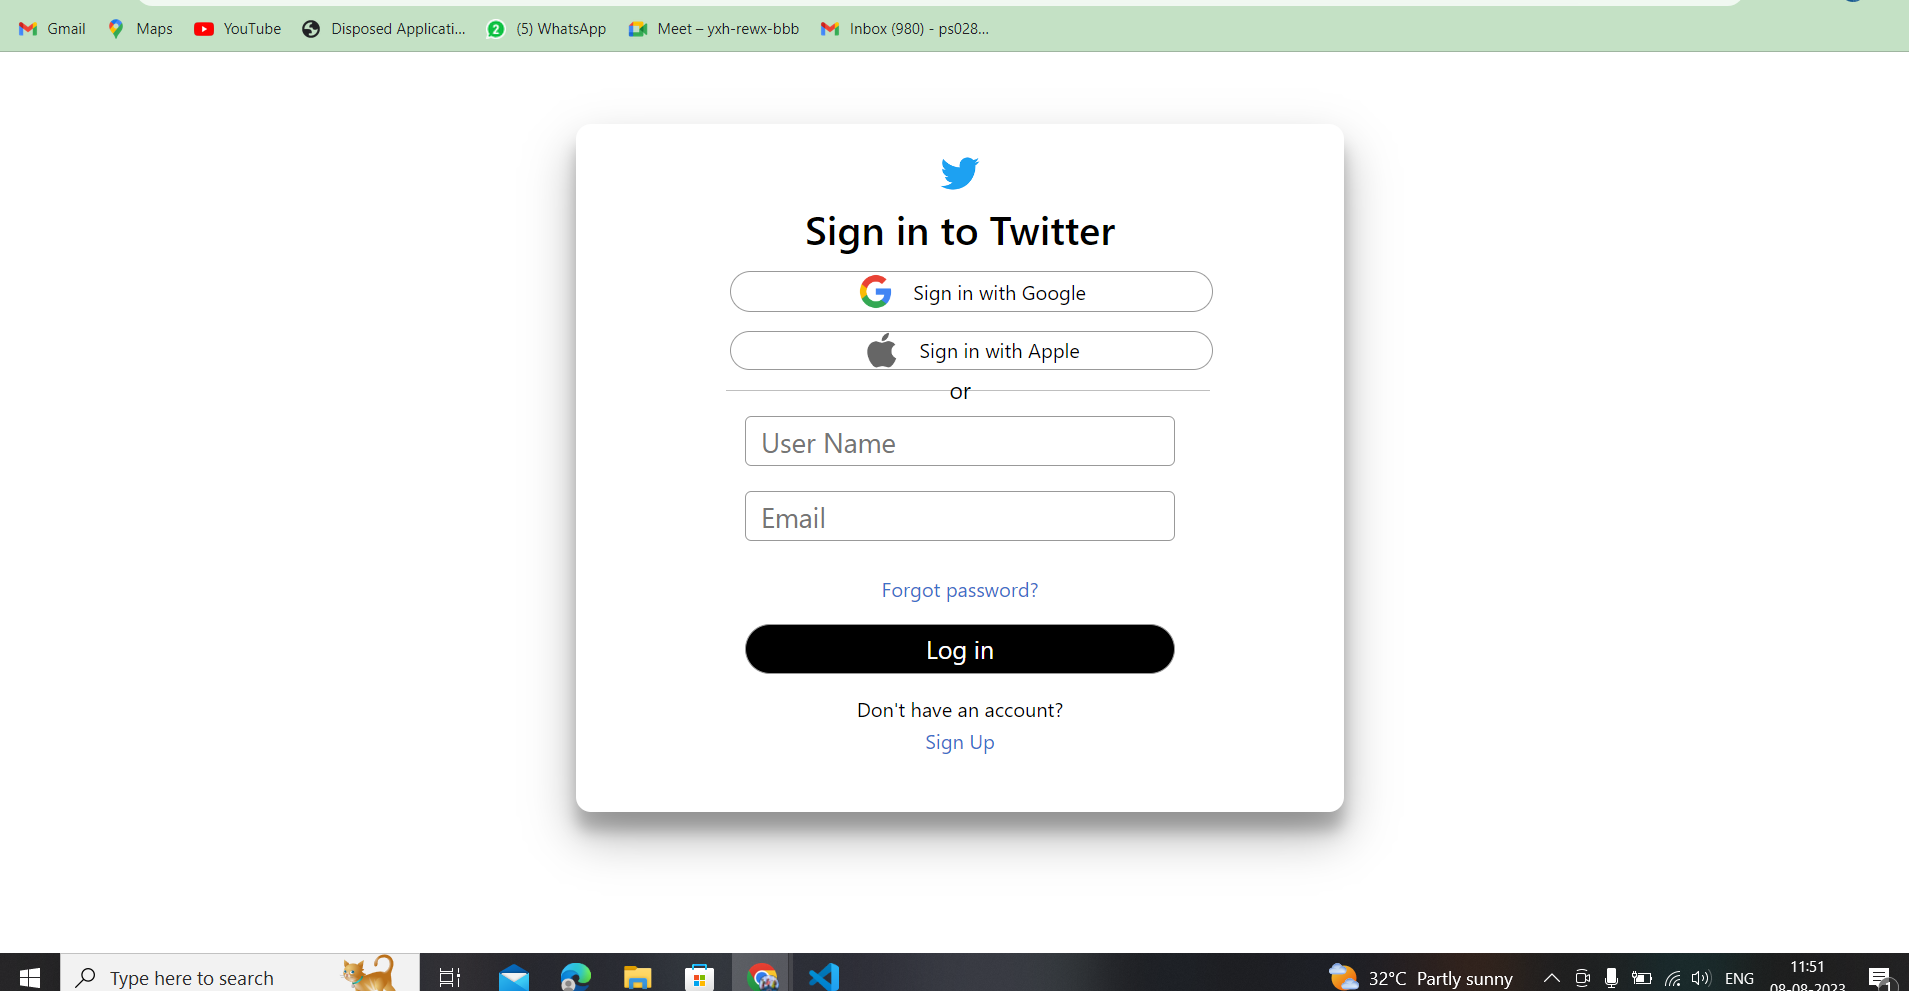 Gmail Maps YouTube Disposed Applicati... 2 (5) WhatsApp Meet – yxh-rewx-bbb Inbox (980) - ps028...
Sign in to Twitter
Sign in with Google
Sign in with Apple
or
User Name
Email
Forgot password?
Log in
Don't have an account?
Sign Up
Type here to search 32°C Partly sunny ENG 11:51
08-08-2023 1